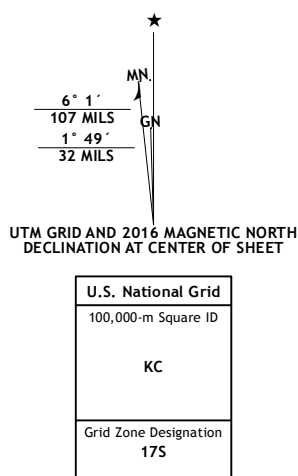 MN.
6° 1´
107 MILS
GN
1° 49´
32 MILS
UTM GRID AND 2016 MAGNETIC NORTH
DECLINATION AT CENTER OF SHEET
U.S. National Grid
100,000-m Square ID
KC
Grid Zone Designation
17S